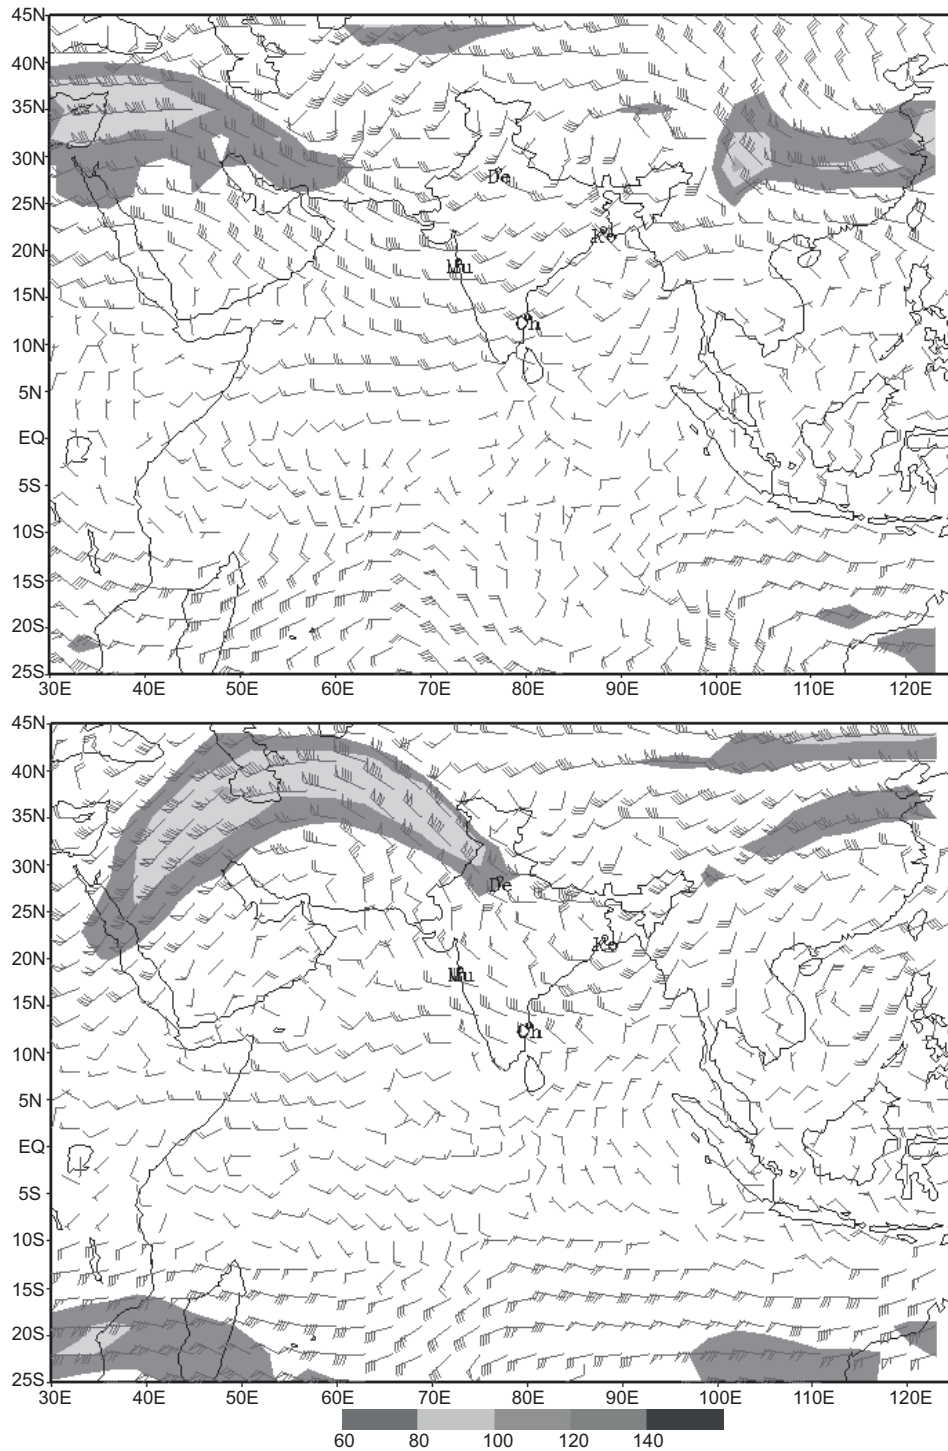 45N
40N
35N
30N
De
25N
Ko
20N
Mu
15N
Ch
10N
5N
EQ
5S
10S
15S
20S
25S
30E 40E 50E 60E 70E 80E 90E 100E 110E 120E
45N
40N
35N
30N
De
25N
Ko
20N
Mu
15N
Ch
10N
5N
EQ
5S
10S
15S
20S
25S
30E 40E 50E 60E 70E 80E 90E 100E 110E 120E
60 80 100 120 140